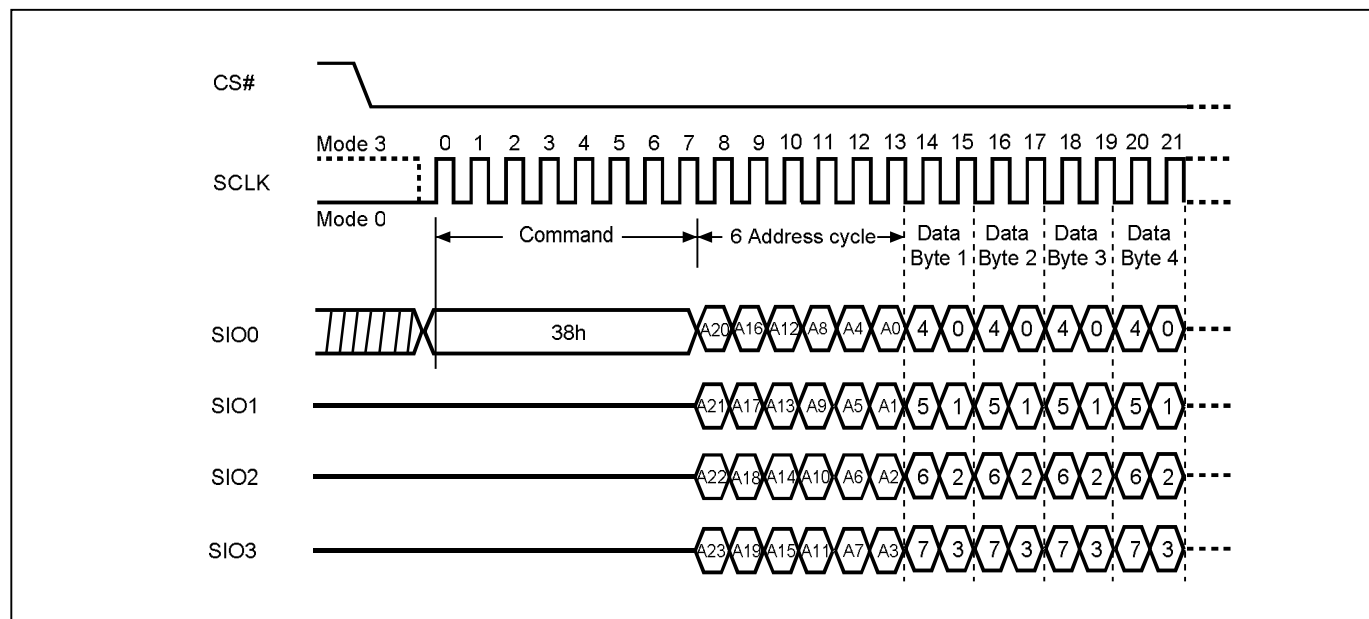 CS#
Mode 3
0 1 2 3 4 5 6 7 8 9 10 11 12 13 14 15 16 17 18 19 20 21
SCLK
Mode 0
Command
6 Address cycle
Data Byte 1
Data Byte 2
Data Byte 3
Data Byte 4
SIO0
38h
A20 A16 A12 A8 A4 A0 4 0 4 0 4 0 4 0
SIO1
A21 A17 A13 A9 A5 A1 5 1 5 1 5 1 5 1
SIO2
A22 A18 A14 A10 A6 A2 6 2 6 2 6 2 6 2
SIO3
A23 A19 A15 A11 A7 A3 7 3 7 3 7 3 7 3